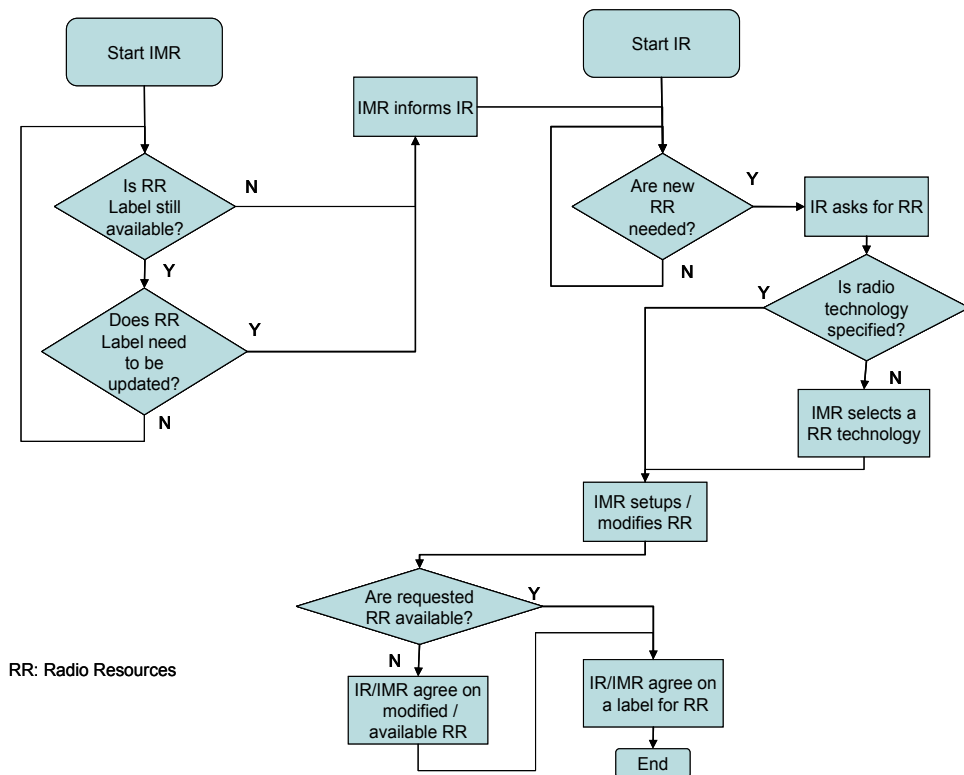 Start IMR
Start IR
IMR informs IR
Is RR
Label still
available?
N
Y
Does RR
Label need
to be
updated?
Y
N
Are new
RR
needed?
Y
N
IR asks for RR
Is radio
technology
specified?
Y
N
IMR selects a
RR technology
IMR setups /
modifies RR
Are requested
RR available?
Y
N
IR/IMR agree on
modified /
available RR
IR/IMR agree on
a label for RR
End
RR: Radio Resources